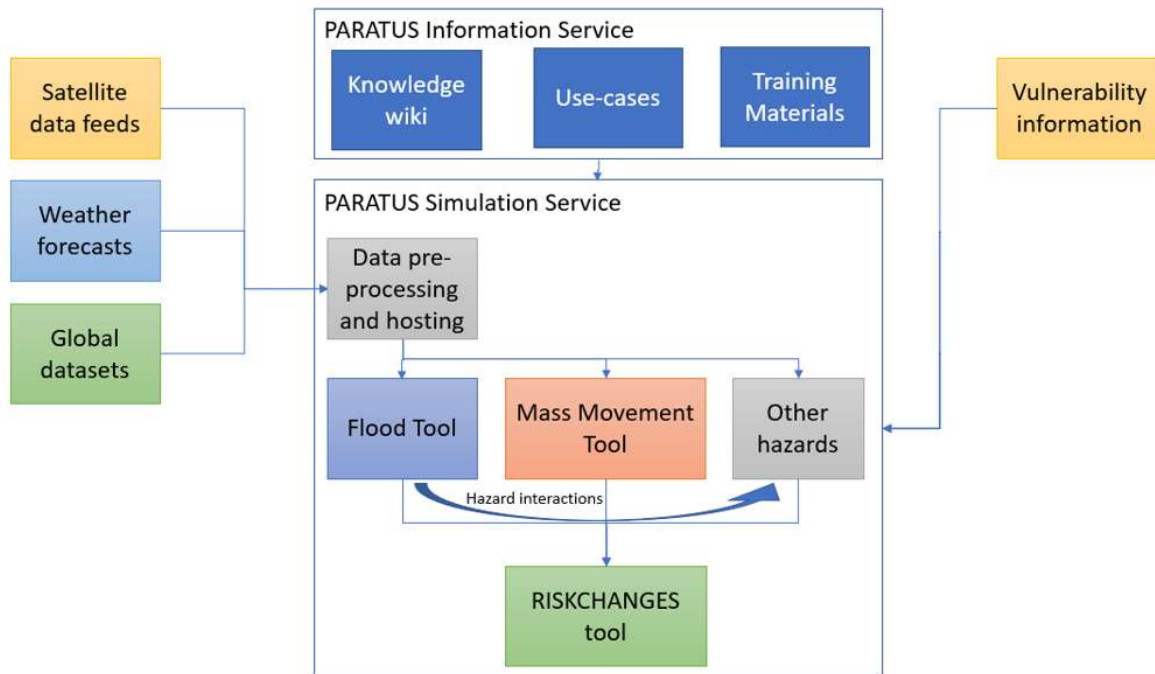 PARATUS Information Service
Knowledge
wiki
Use-cases
Training
Materials
Satellite
data feeds
Vulnerability
information
Weather
forecasts
Global
datasets
PARATUS Simulation Service
Data pre-
processing
and hosting
Flood Tool
Mass Movement
Tool
Other
hazards
Hazard interactions
RISKCHANGES
tool